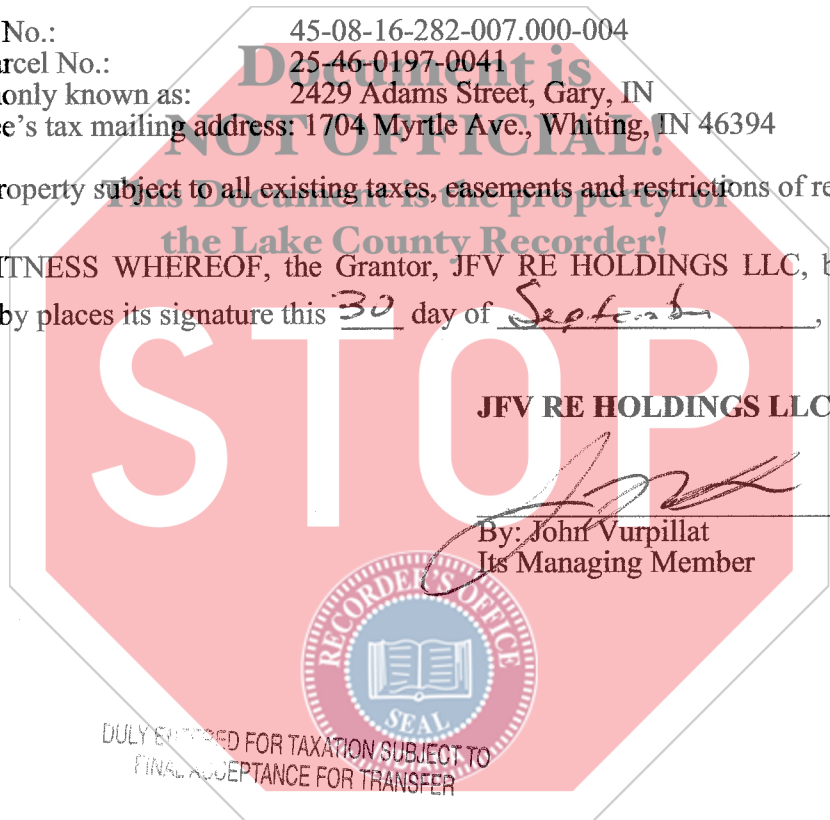 No.: 45-08-16-282-007.000-004
arcel No.: 25-46-0197-0041
only known as: 2429 Adams Street, Gary, IN
ee's tax mailing address: 1704 Myrtle Ave., Whiting, IN 46394
roperty subject to all existing taxes, easements and restrictions of re
ITNESS WHEREOF, the Grantor, JFV RE HOLDINGS LLC, b
by places its signature this 30 day of September,
Document is
NOT OFFICIAL!
This Document is the property of
the Lake County Recorder!
STOP
JFV RE HOLDINGS LLC
By: John Vurpillat
Its Managing Member
RECORDER'S OFFICE
SEAL
DULY ENTERED FOR TAXATION SUBJECT TO
FINAL ACCEPTANCE FOR TRANSFER